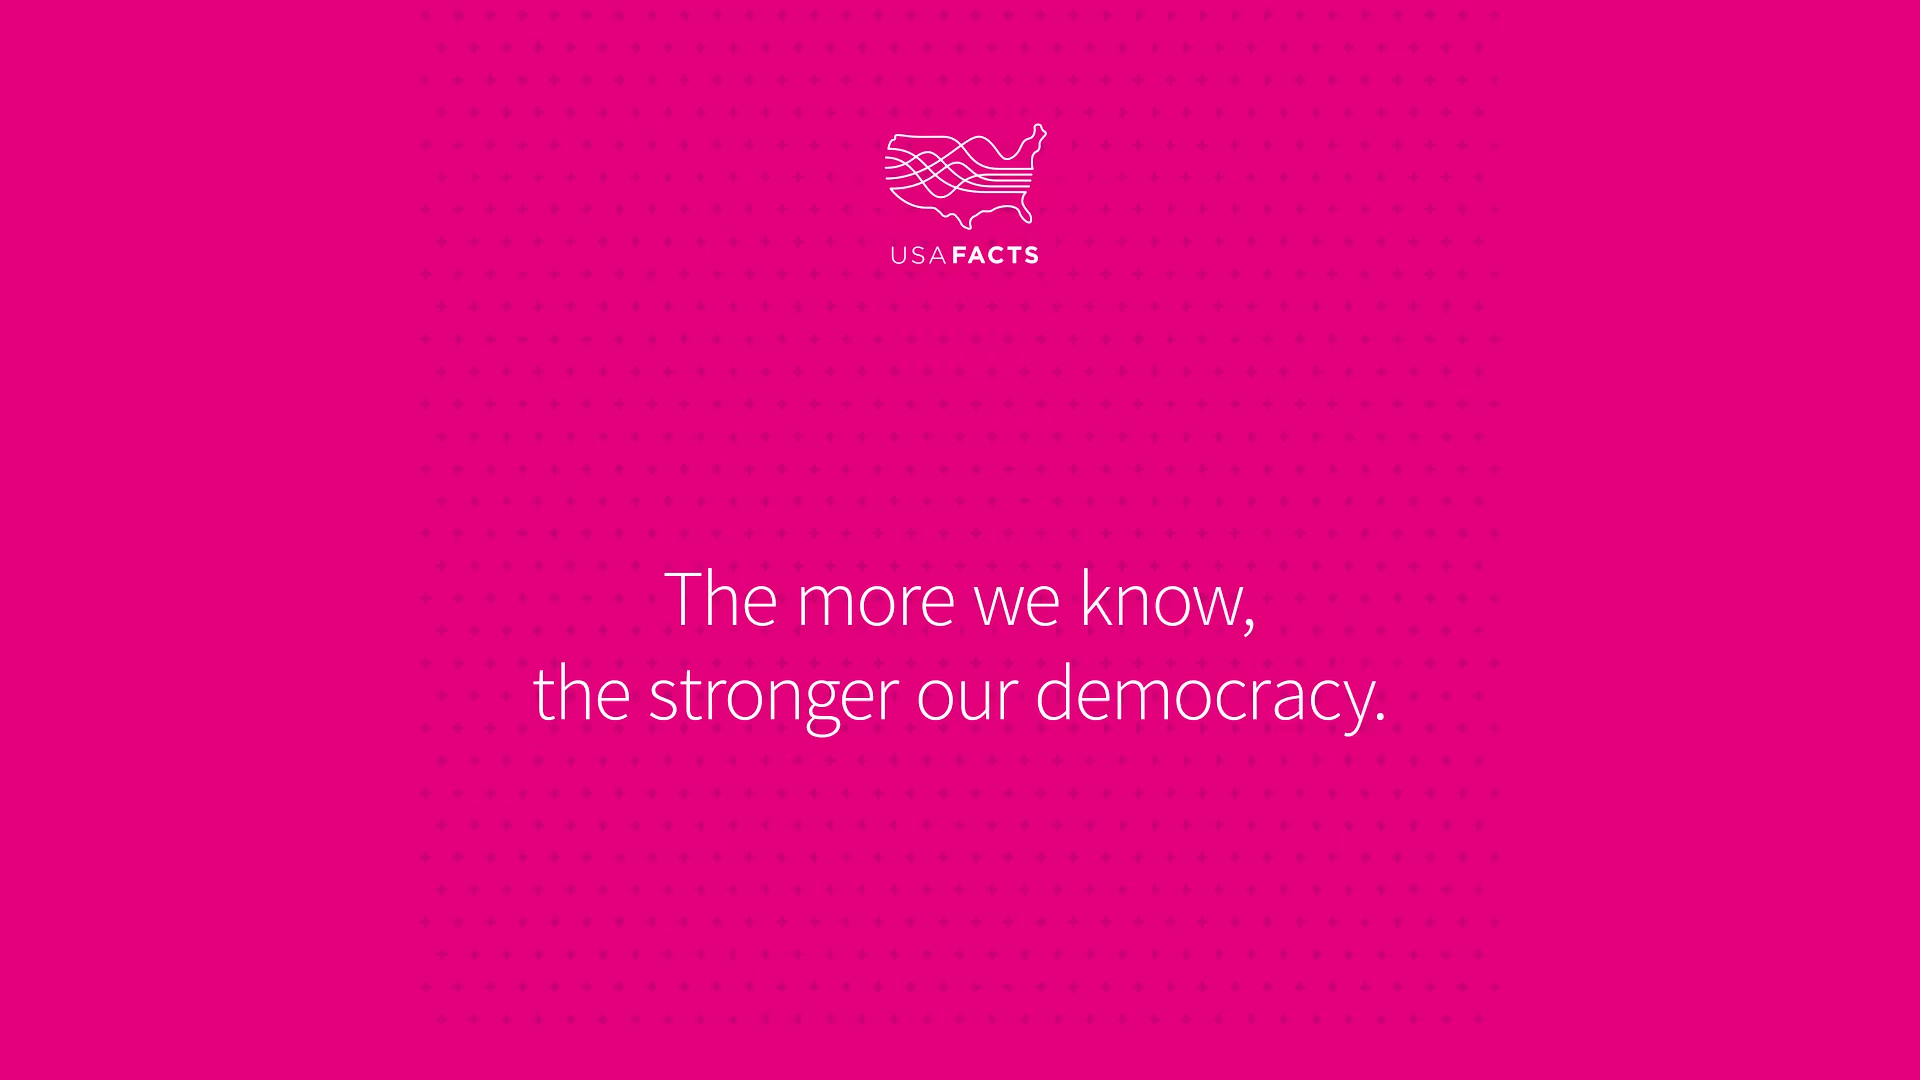 USAFACTS
The more we know,
the stronger our democracy.